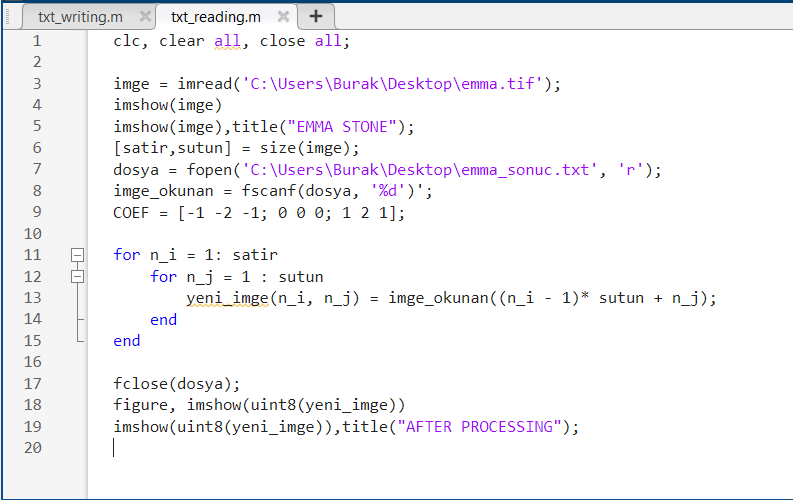 txt_writing.m × txt_reading.m × +
1 clc, clear all, close all;
2
3 imge = imread('C:\Users\Burak\Desktop\emma.tif');
4 imshow(imge)
5 imshow(imge),title("EMMA STONE");
6 [satir,sutun] = size(imge);
7 dosya = fopen('C:\Users\Burak\Desktop\emma_sonuc.txt', 'r');
8 imge_okunan = fscanf(dosya, '%d')';
9 COEF = [-1 -2 -1; 0 0 0; 1 2 1];
10
11 for n_i = 1: satir
12 for n_j = 1 : sutun
13 yeni_imge(n_i, n_j) = imge_okunan((n_i - 1)* sutun + n_j);
14 end
15 end
16
17 fclose(dosya);
18 figure, imshow(uint8(yeni_imge))
19 imshow(uint8(yeni_imge)),title("AFTER PROCESSING");
20